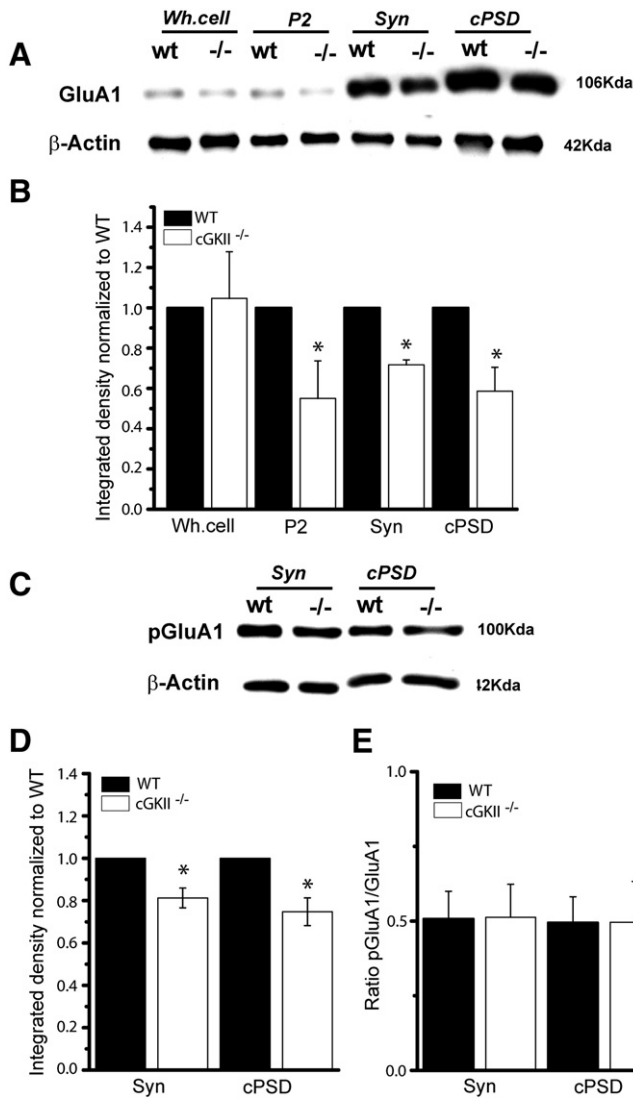 Wh.cell P2 Syn cPSD
wt -/- wt -/- wt -/- wt -/-
A
GluA1 106Kda
β-Actin 42Kda
B
WT
cGKII -/-
Integrated density normalized to WT
1.4
1.2
1.0
0.8
0.6
0.4
0.2
0.0
* * *
Wh.cell P2 Syn cPSD
C
Syn cPSD
wt -/- wt -/-
pGluA1 100Kda
β-Actin 42Kda
D
WT
cGKII -/-
Integrated density normalized to WT
1.4
1.2
1.0
0.8
0.6
0.4
0.2
0.0
* *
Syn cPSD
E
WT
cGKII -/-
Ratio pGluA1/GluA1
1.0
0.5
0.0
Syn cPSD